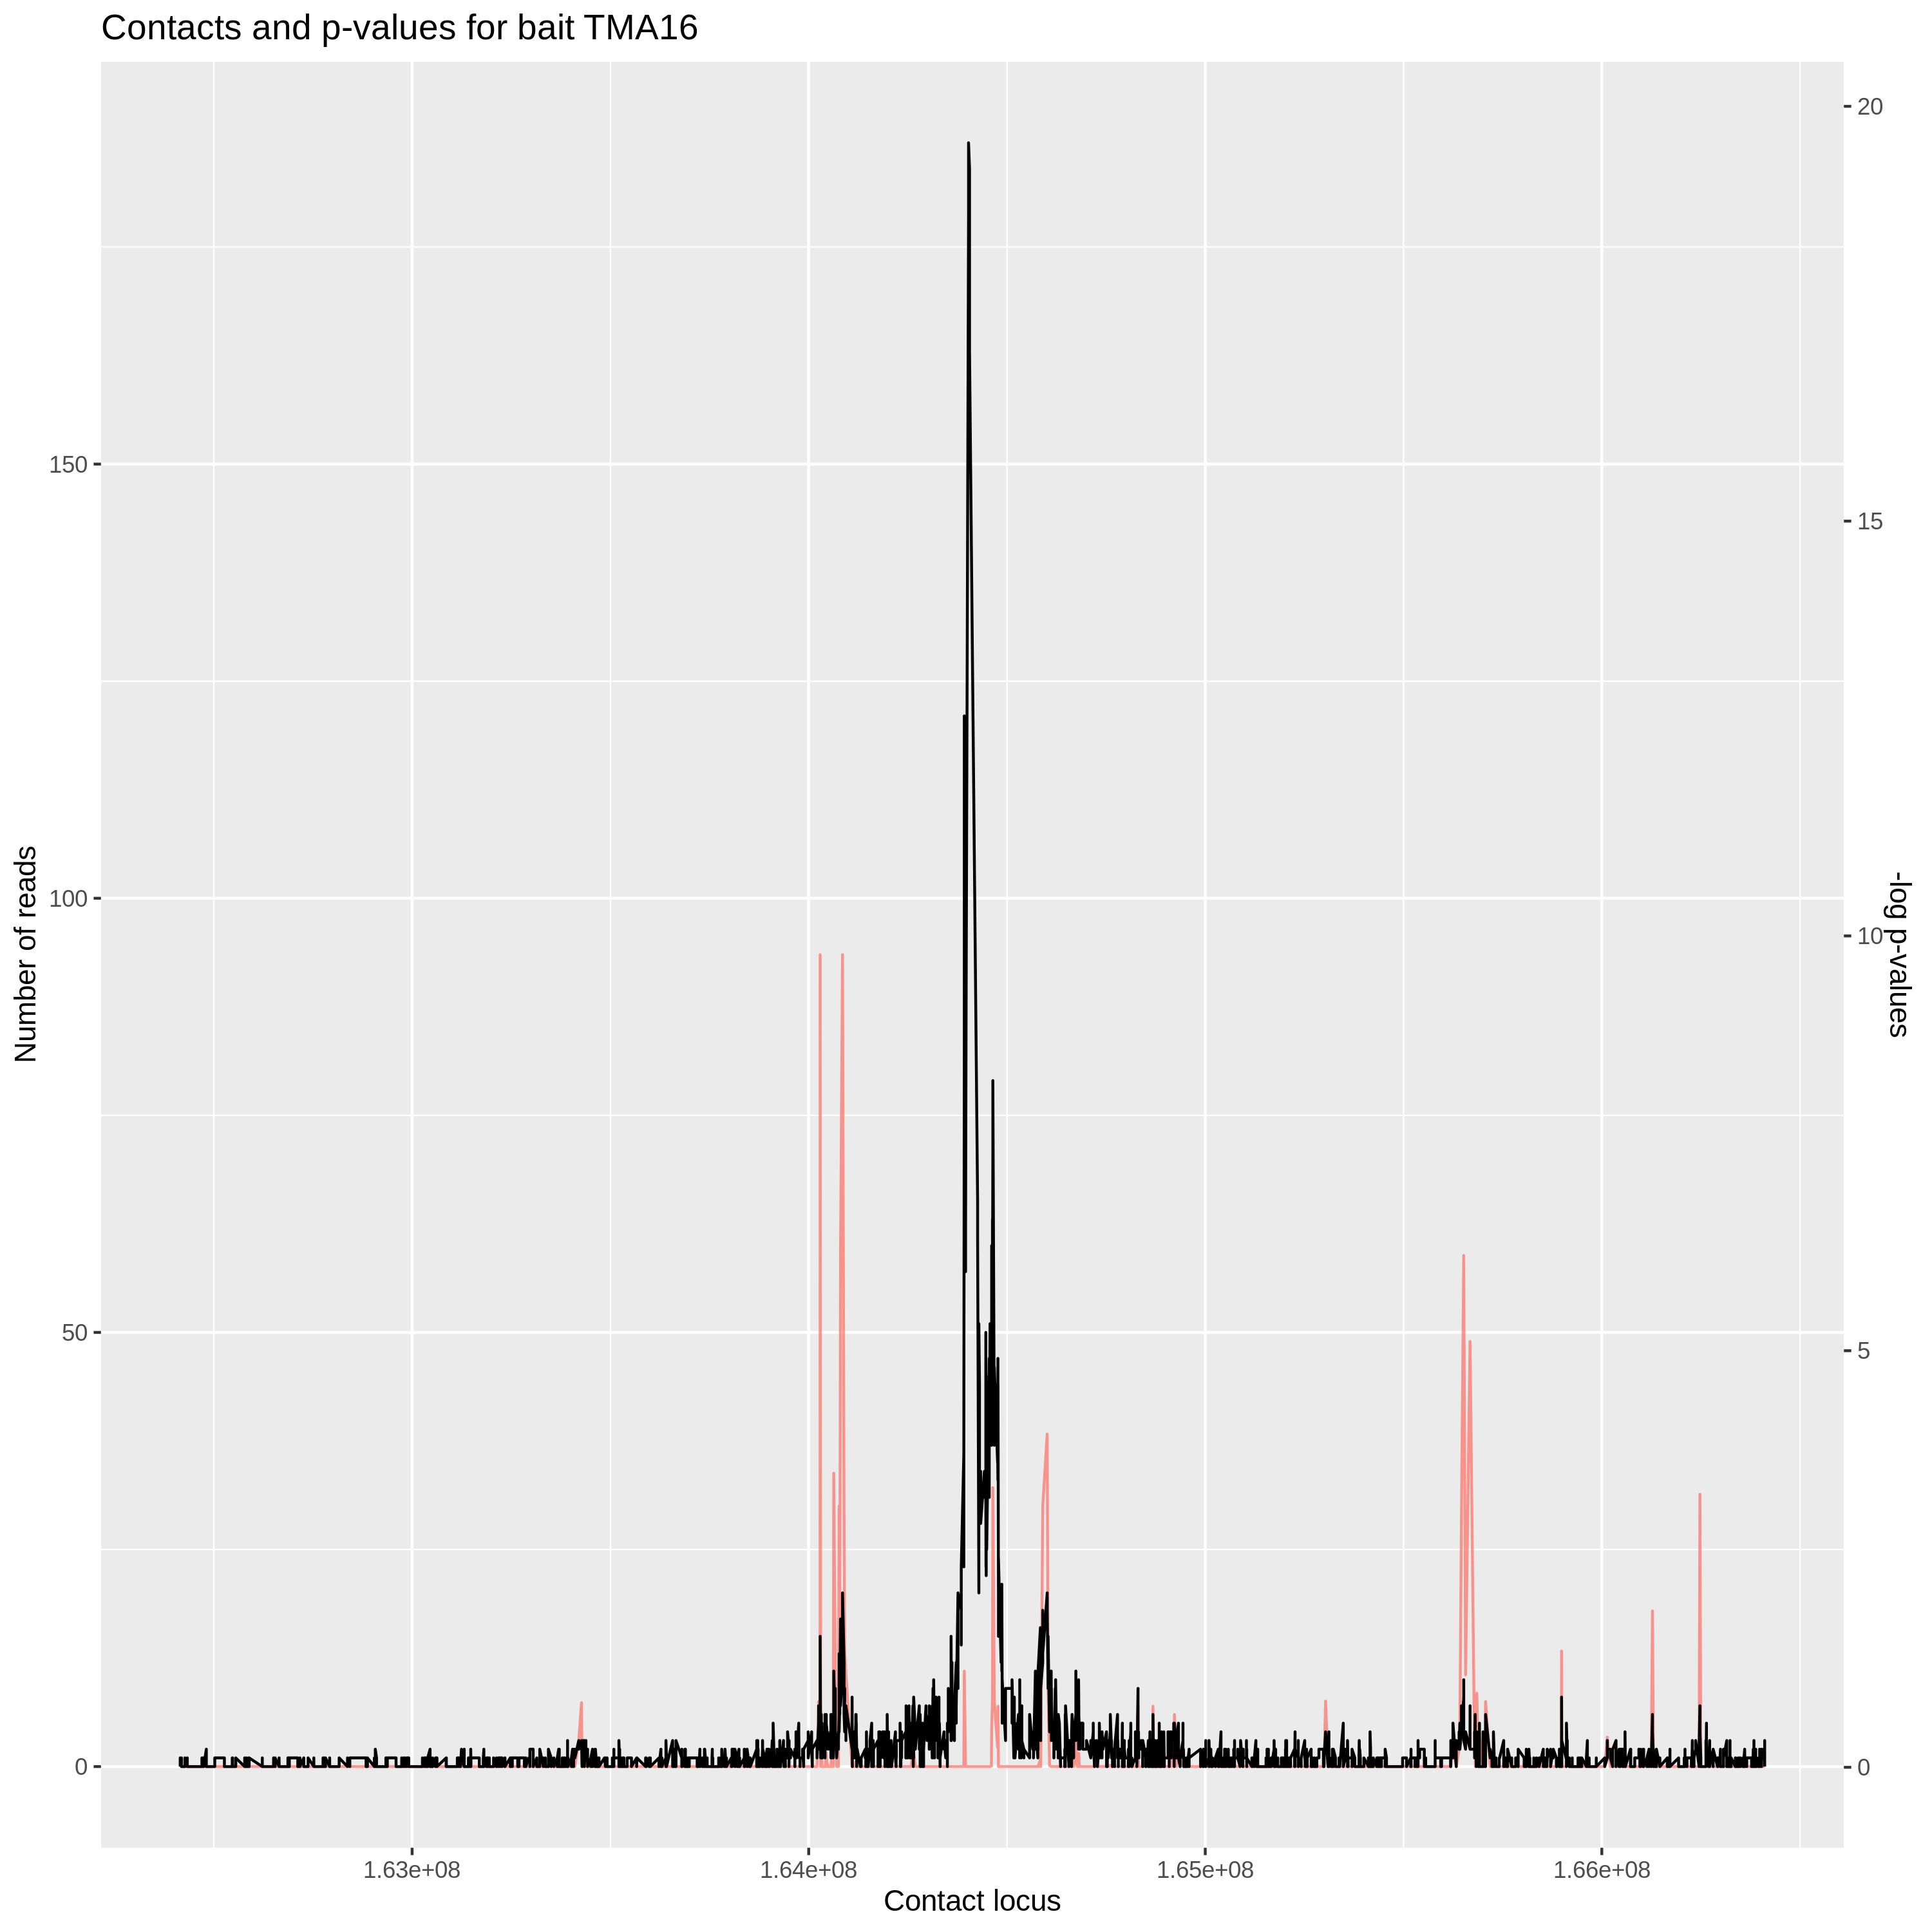 Contacts and p-values for bait TMA16
20
15
10
5
0
150
100
50
0
Number of reads
-log p-values
1.63e+08 1.64e+08 1.65e+08 1.66e+08
Contact locus